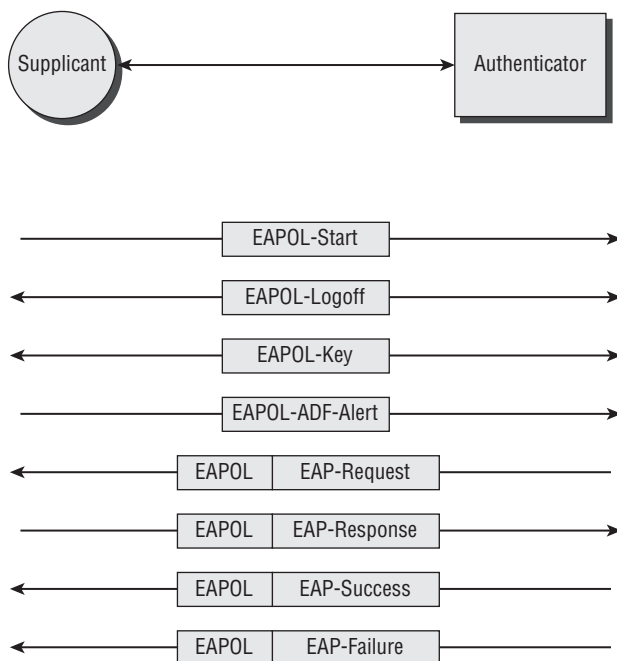 Supplicant
Authenticator
EAPOL-Start
EAPOL-Logoff
EAPOL-Key
EAPOL-ADF-Alert
EAPOL EAP-Request
EAPOL EAP-Response
EAPOL EAP-Success
EAPOL EAP-Failure